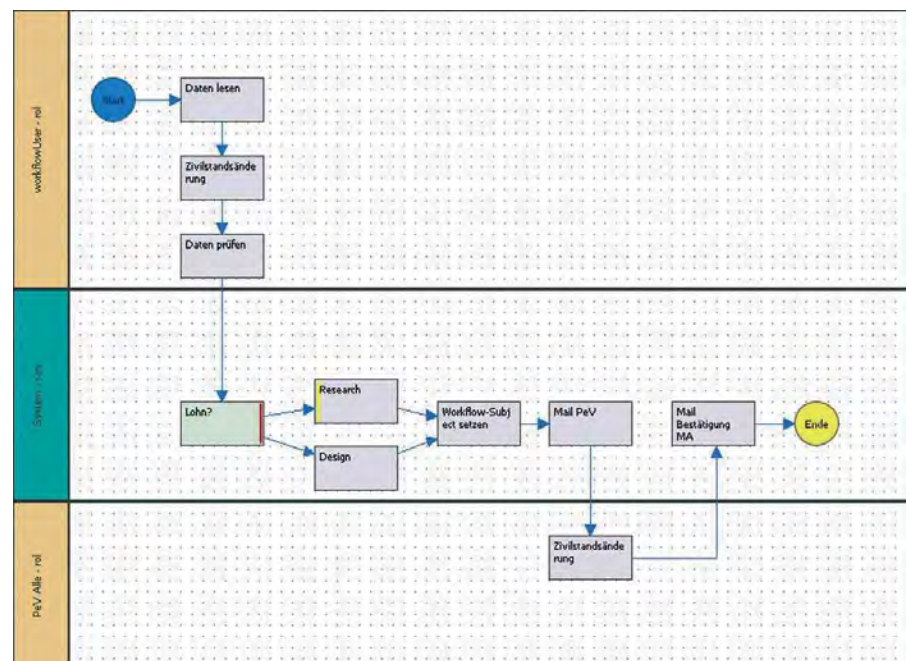 workflowUser - rol
Start
Daten lesen
Zivilstandsände
rung
Daten prüfen
Lohn?
Research
Design
Workflow-Subj
ect setzen
Mail PeV
Mail
Bestätigung
MA
Ende
PeV Alle - rol
Zivilstandsände
rung